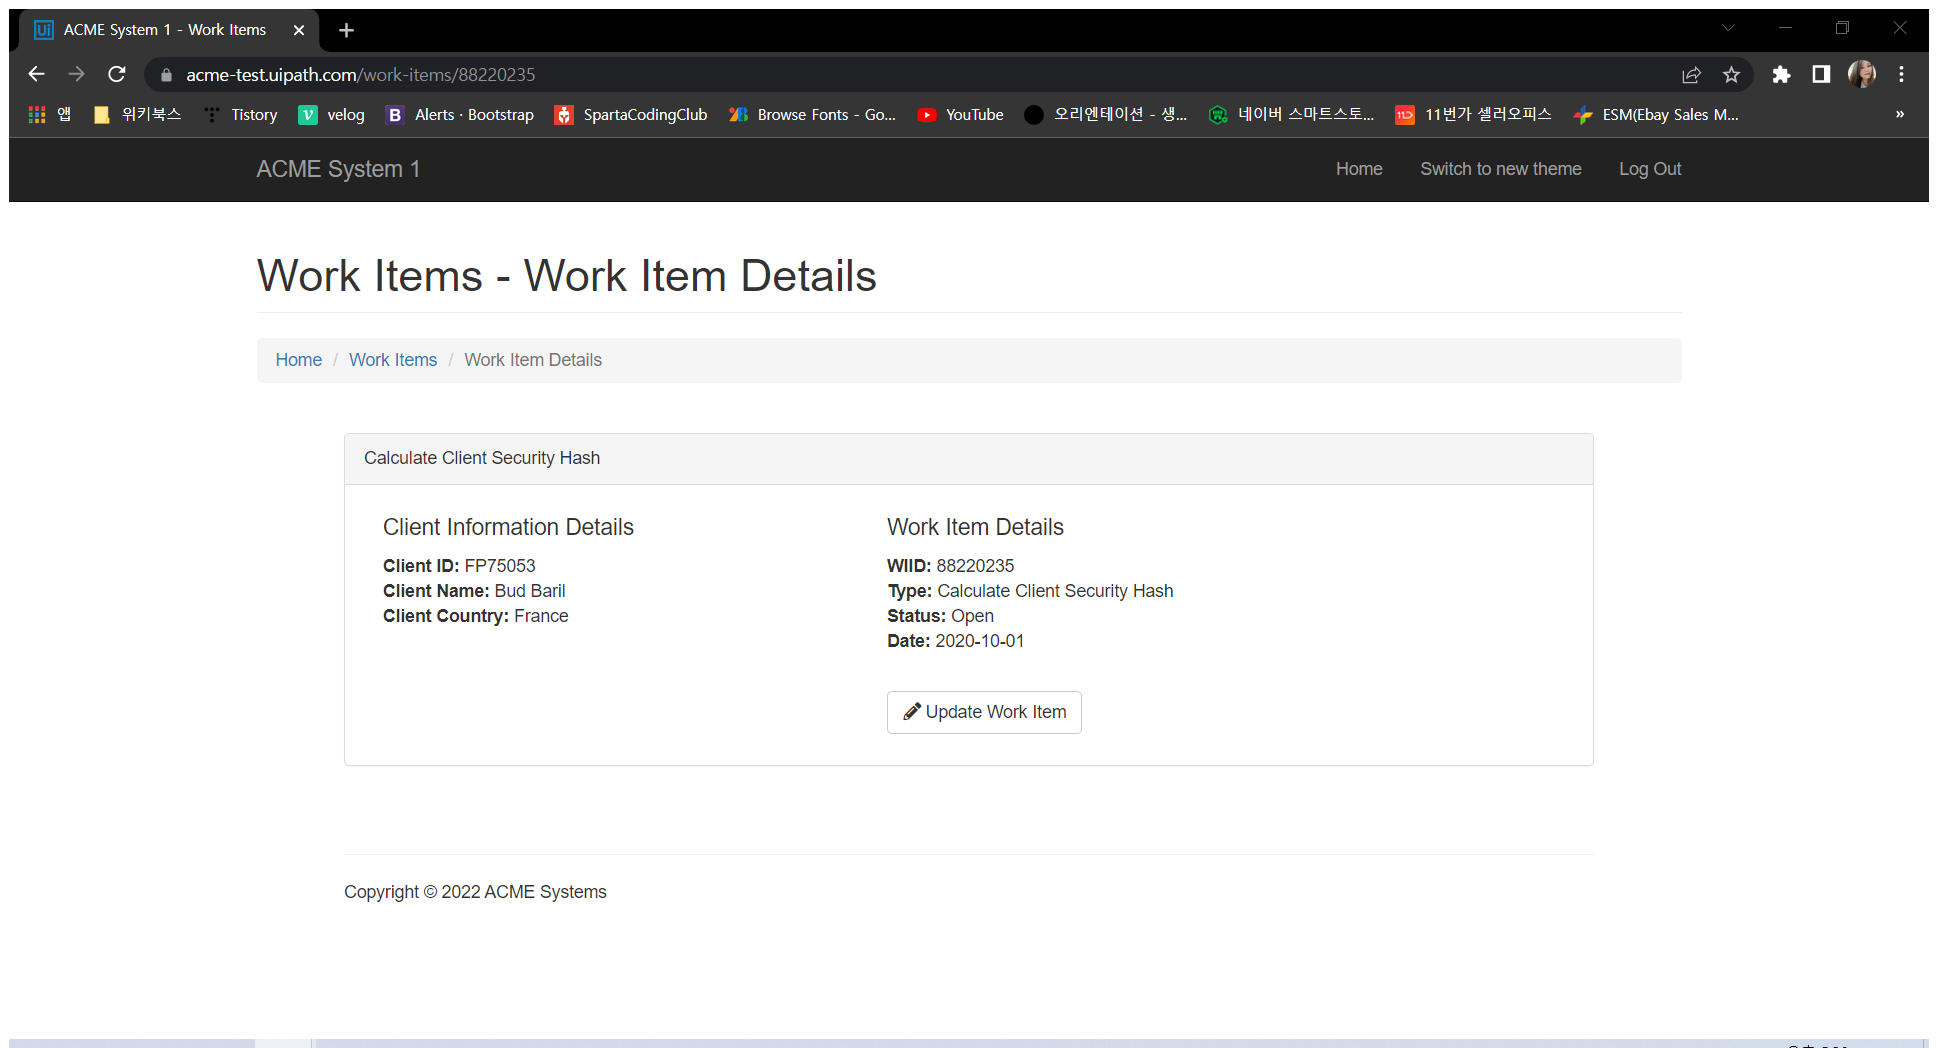 Ui ACME System 1 - Work Items
acme-test.uipath.com/work-items/88220235
앱 위키북스 Tistory velog Alerts · Bootstrap SpartaCodingClub Browse Fonts - Go... YouTube 오리엔테이션 - 생... 네이버 스마트스토... 11번가 셀러오피스 ESM(Ebay Sales M... »
ACME System 1 Home Switch to new theme Log Out
Work Items - Work Item Details
Home / Work Items / Work Item Details
Calculate Client Security Hash
Client Information Details
Client ID: FP75053
Client Name: Bud Baril
Client Country: France
Work Item Details
WIID: 88220235
Type: Calculate Client Security Hash
Status: Open
Date: 2020-10-01
Update Work Item
Copyright © 2022 ACME Systems